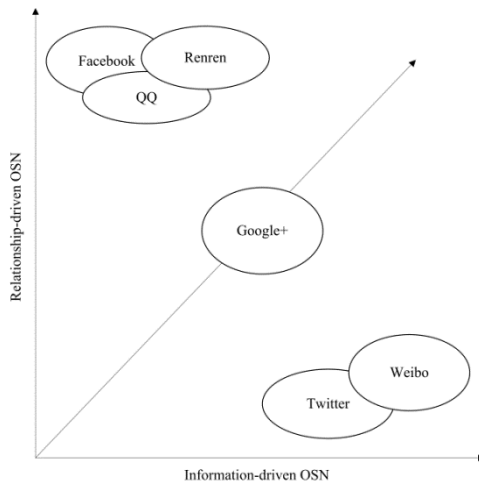 Facebook
Renren
QQ
Google+
Weibo
Twitter
Relationship-driven OSN
Information-driven OSN